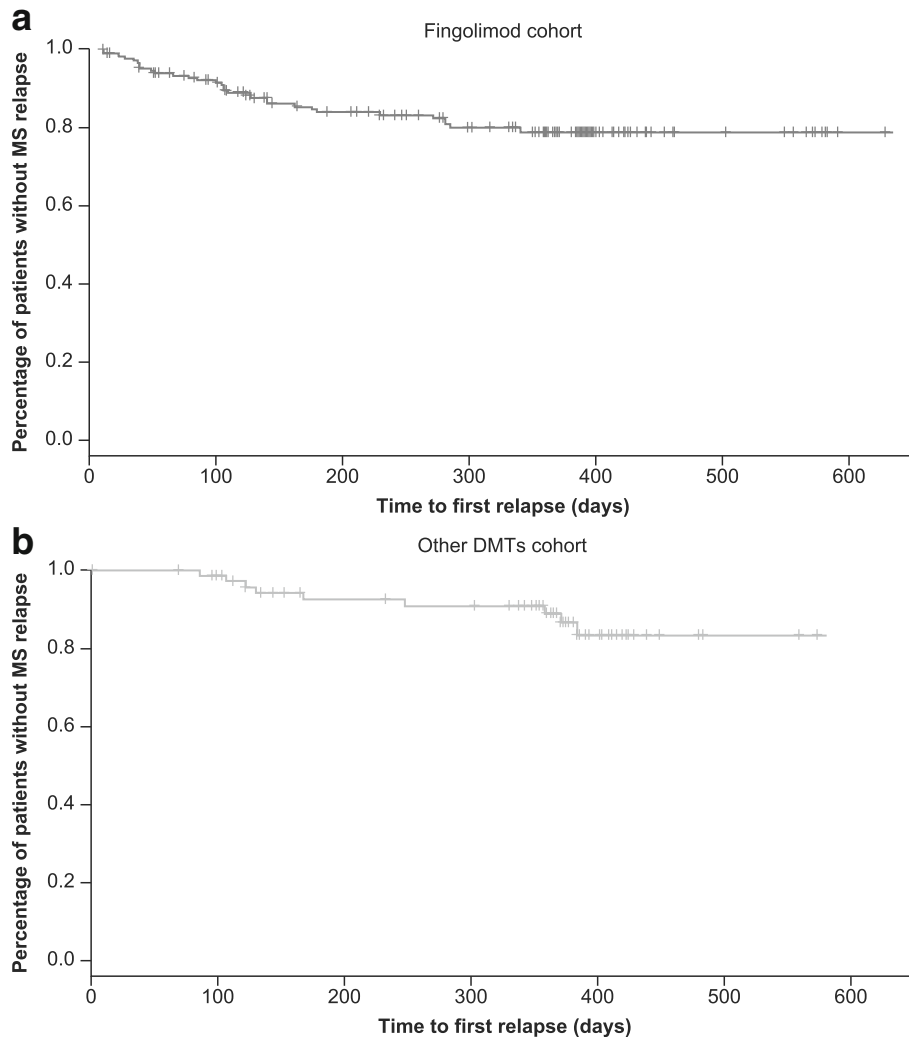 a
Fingolimod cohort
Percentage of patients without MS relapse
1.0
0.8
0.6
0.4
0.2
0.0
0 100 200 300 400 500 600
Time to first relapse (days)
b
Other DMTs cohort
Percentage of patients without MS relapse
1.0
0.8
0.6
0.4
0.2
0.0
0 100 200 300 400 500 600
Time to first relapse (days)